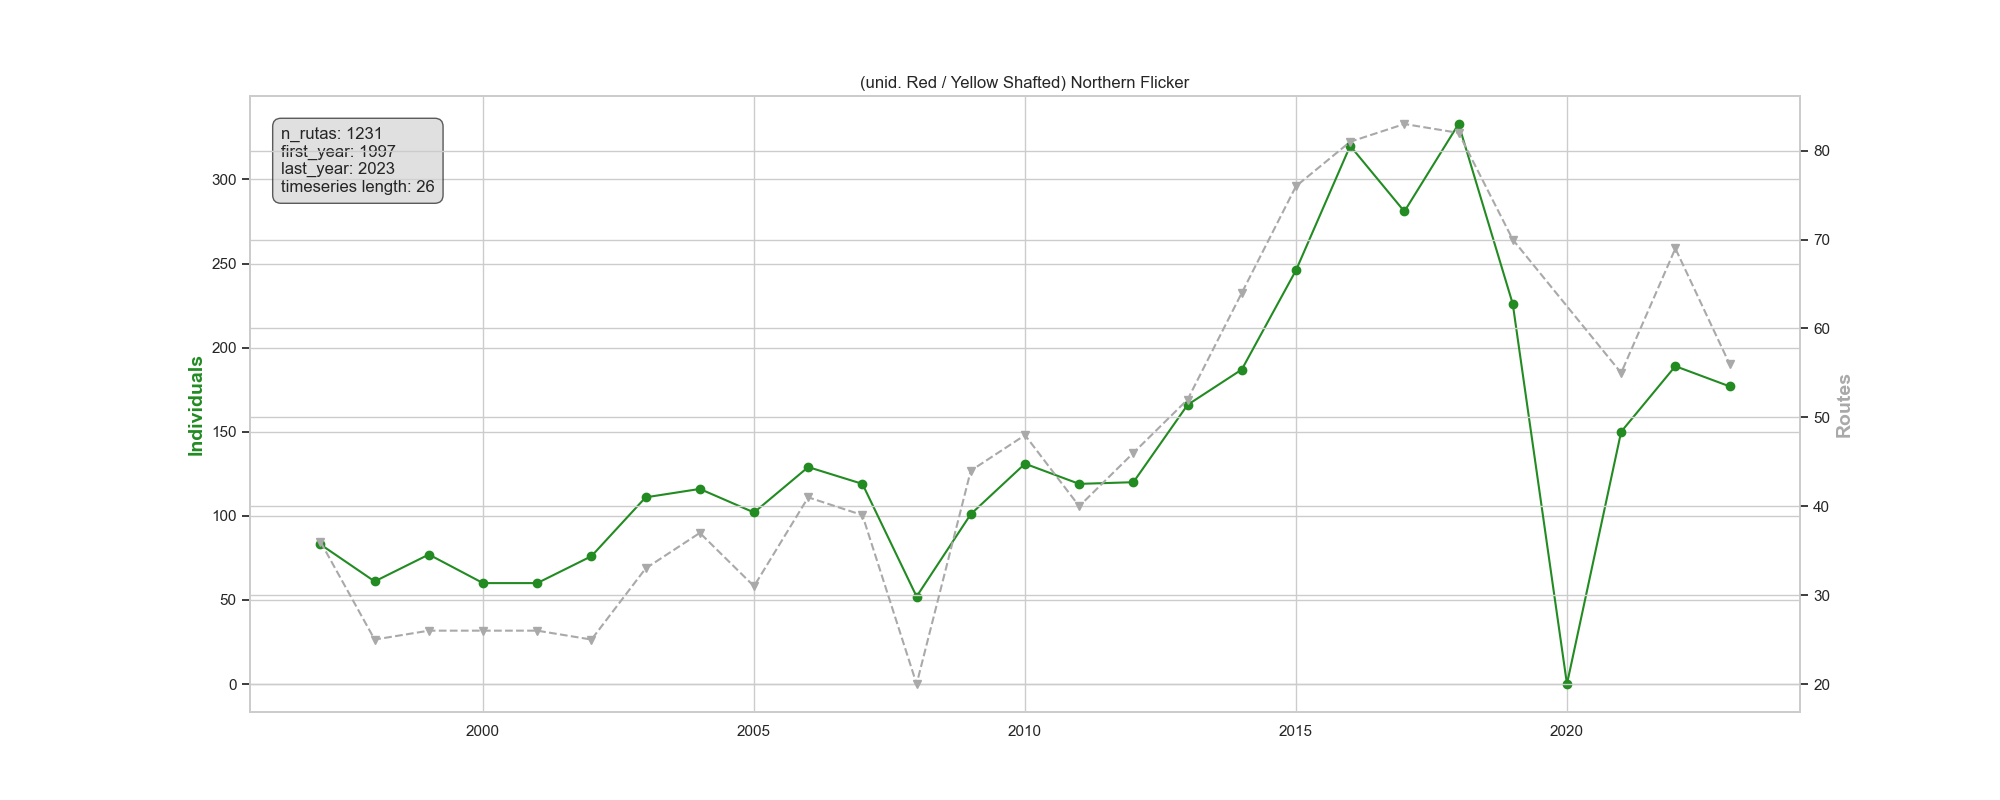 (unid. Red / Yellow Shafted) Northern Flicker
n_rutas: 1231
first_year: 1997
last_year: 2023
timeseries length: 26
Individuals
300
250
200
150
100
50
0
80
70
60
50
40
30
20
Routes
2000
2005
2010
2015
2020